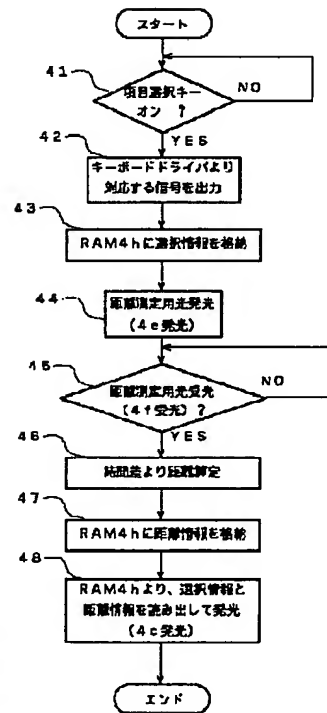 スタート
41
項目選択キー
オン ?
NO
YES
42
キーボードドライバより
対応する信号を出力
43
RAM4hに選択情報を格納
44
距離測定用光発光
(4e発光)
45
距離測定用光受光
(4f受光)?
NO
YES
46
時間差より距離算定
47
RAM4hに距離情報を格納
48
RAM4hより、選択情報と
距離情報を読み出して発光
(4c発光)
エンド